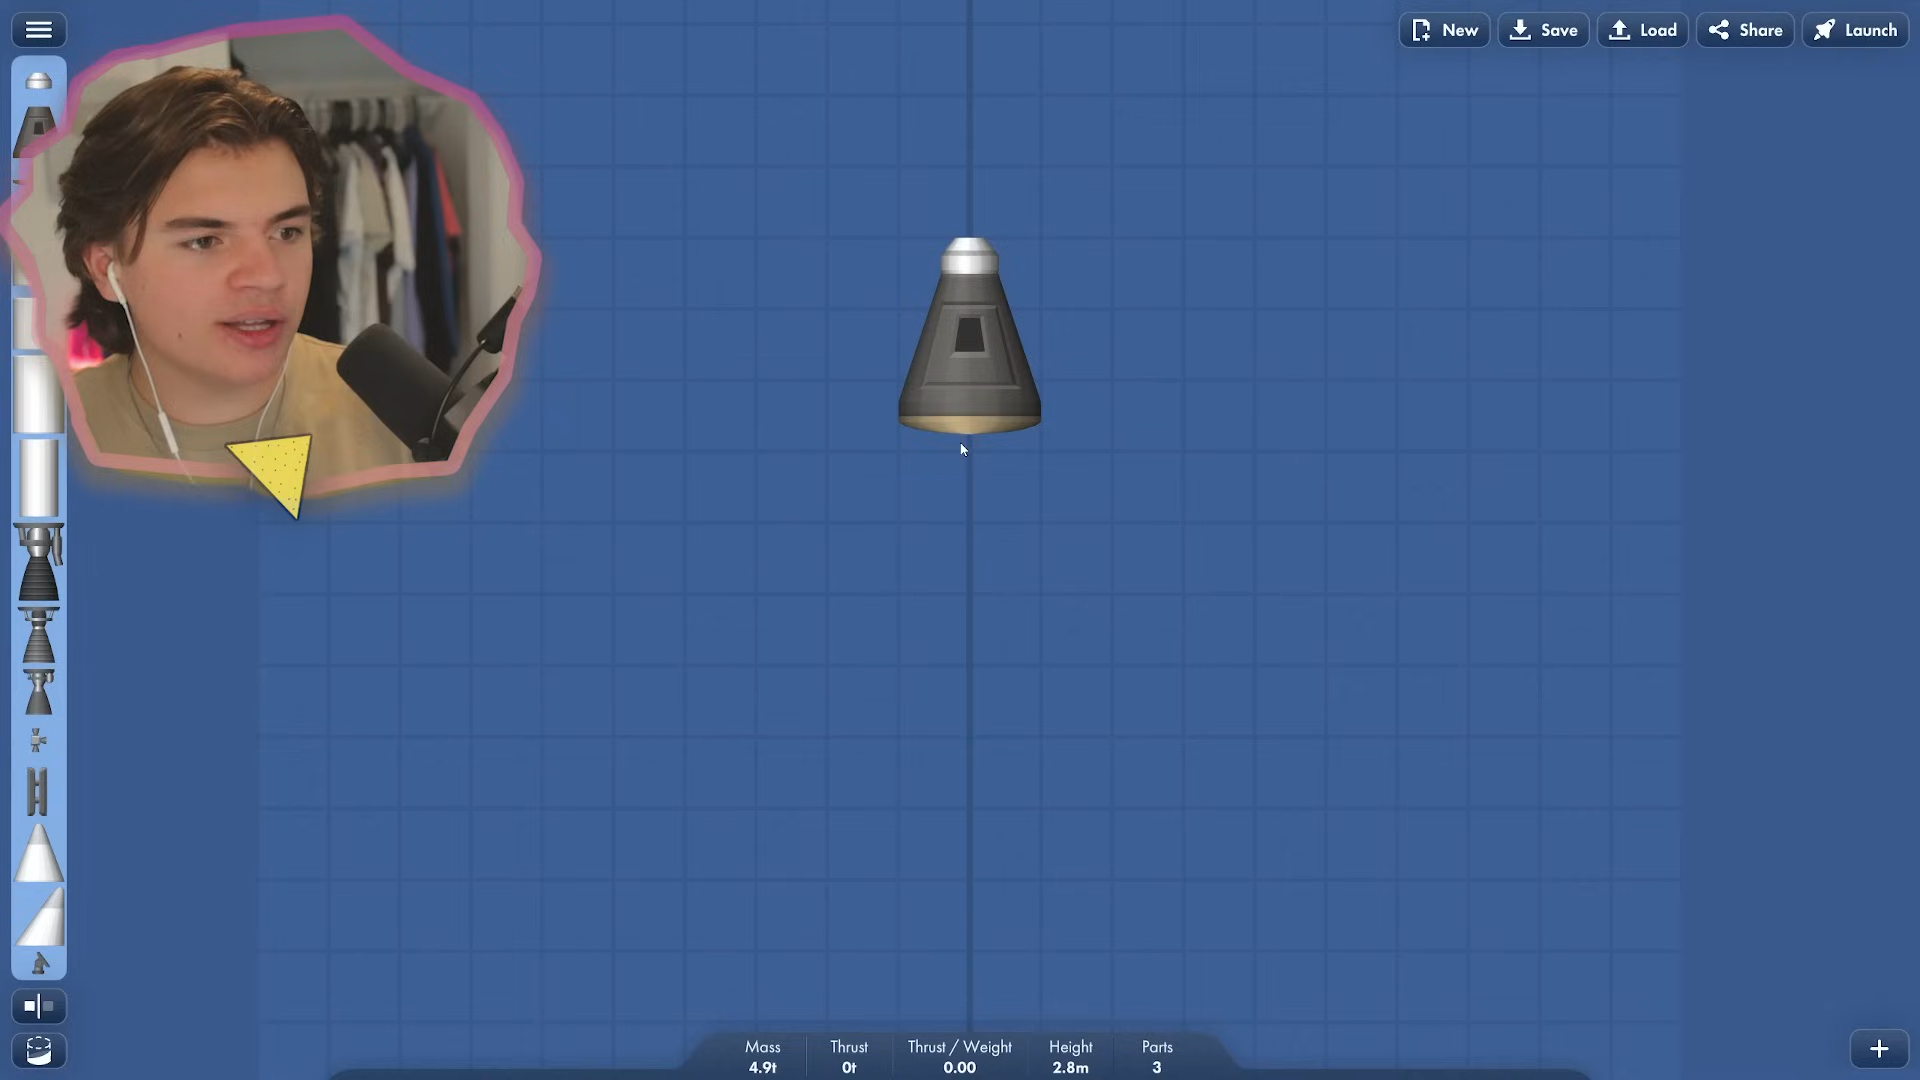 New Save Load Share Launch
Mass Thrust Thrust / Weight Height Parts
4.9t 0t 0.00 2.8m 3